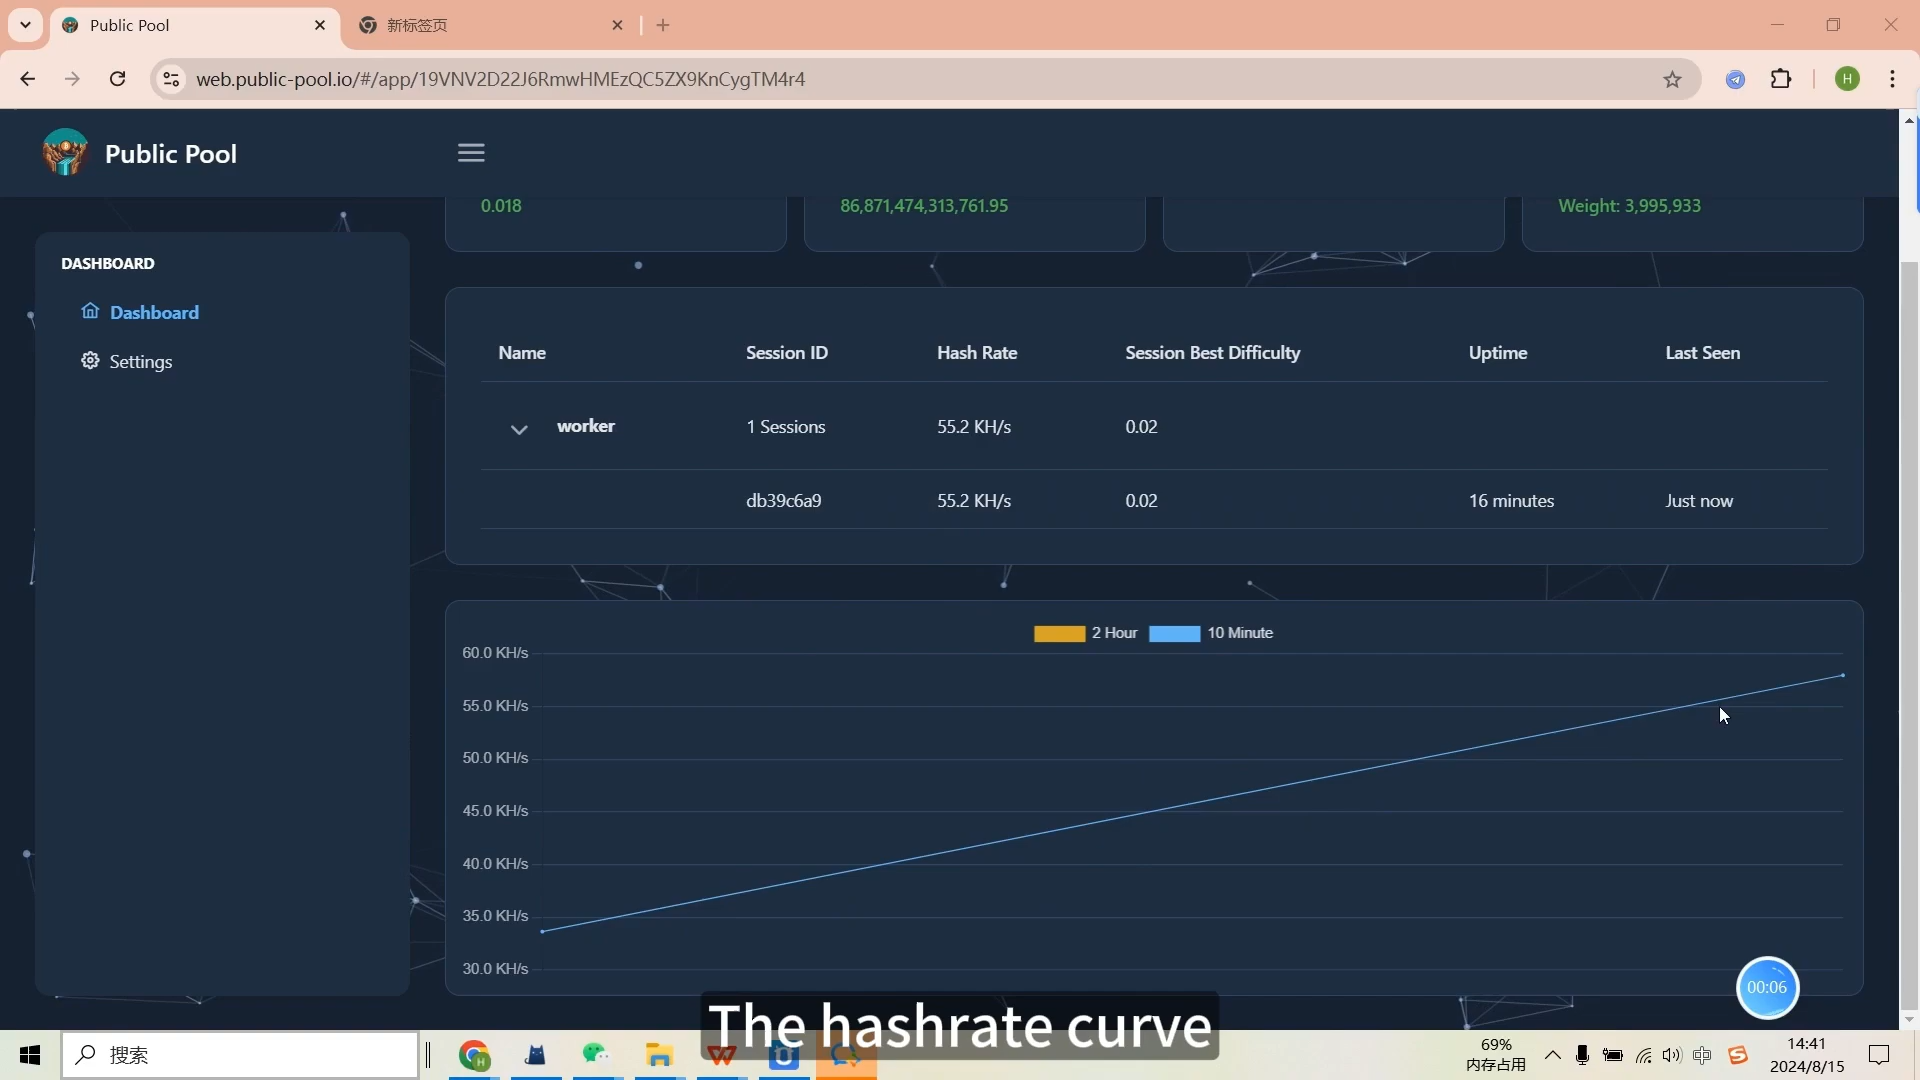 Public Pool
新标签页
web.public-pool.io/#/app/19VNV2D22J6RmwHMEzQC5ZX9KnCygTM4r4
H
Public Pool
0.018
86,871,474,313,761.95
Weight: 3,995,933
DASHBOARD
Dashboard
Settings
Name Session ID Hash Rate Session Best Difficulty Uptime Last Seen
worker 1 Sessions 55.2 KH/s 0.02
db39c6a9 55.2 KH/s 0.02 16 minutes Just now
2 Hour 10 Minute
60.0 KH/s
55.0 KH/s
50.0 KH/s
45.0 KH/s
40.0 KH/s
35.0 KH/s
30.0 KH/s
00:06
The hashrate curve
搜索
69%
内存占用
中
14:41
2024/8/15